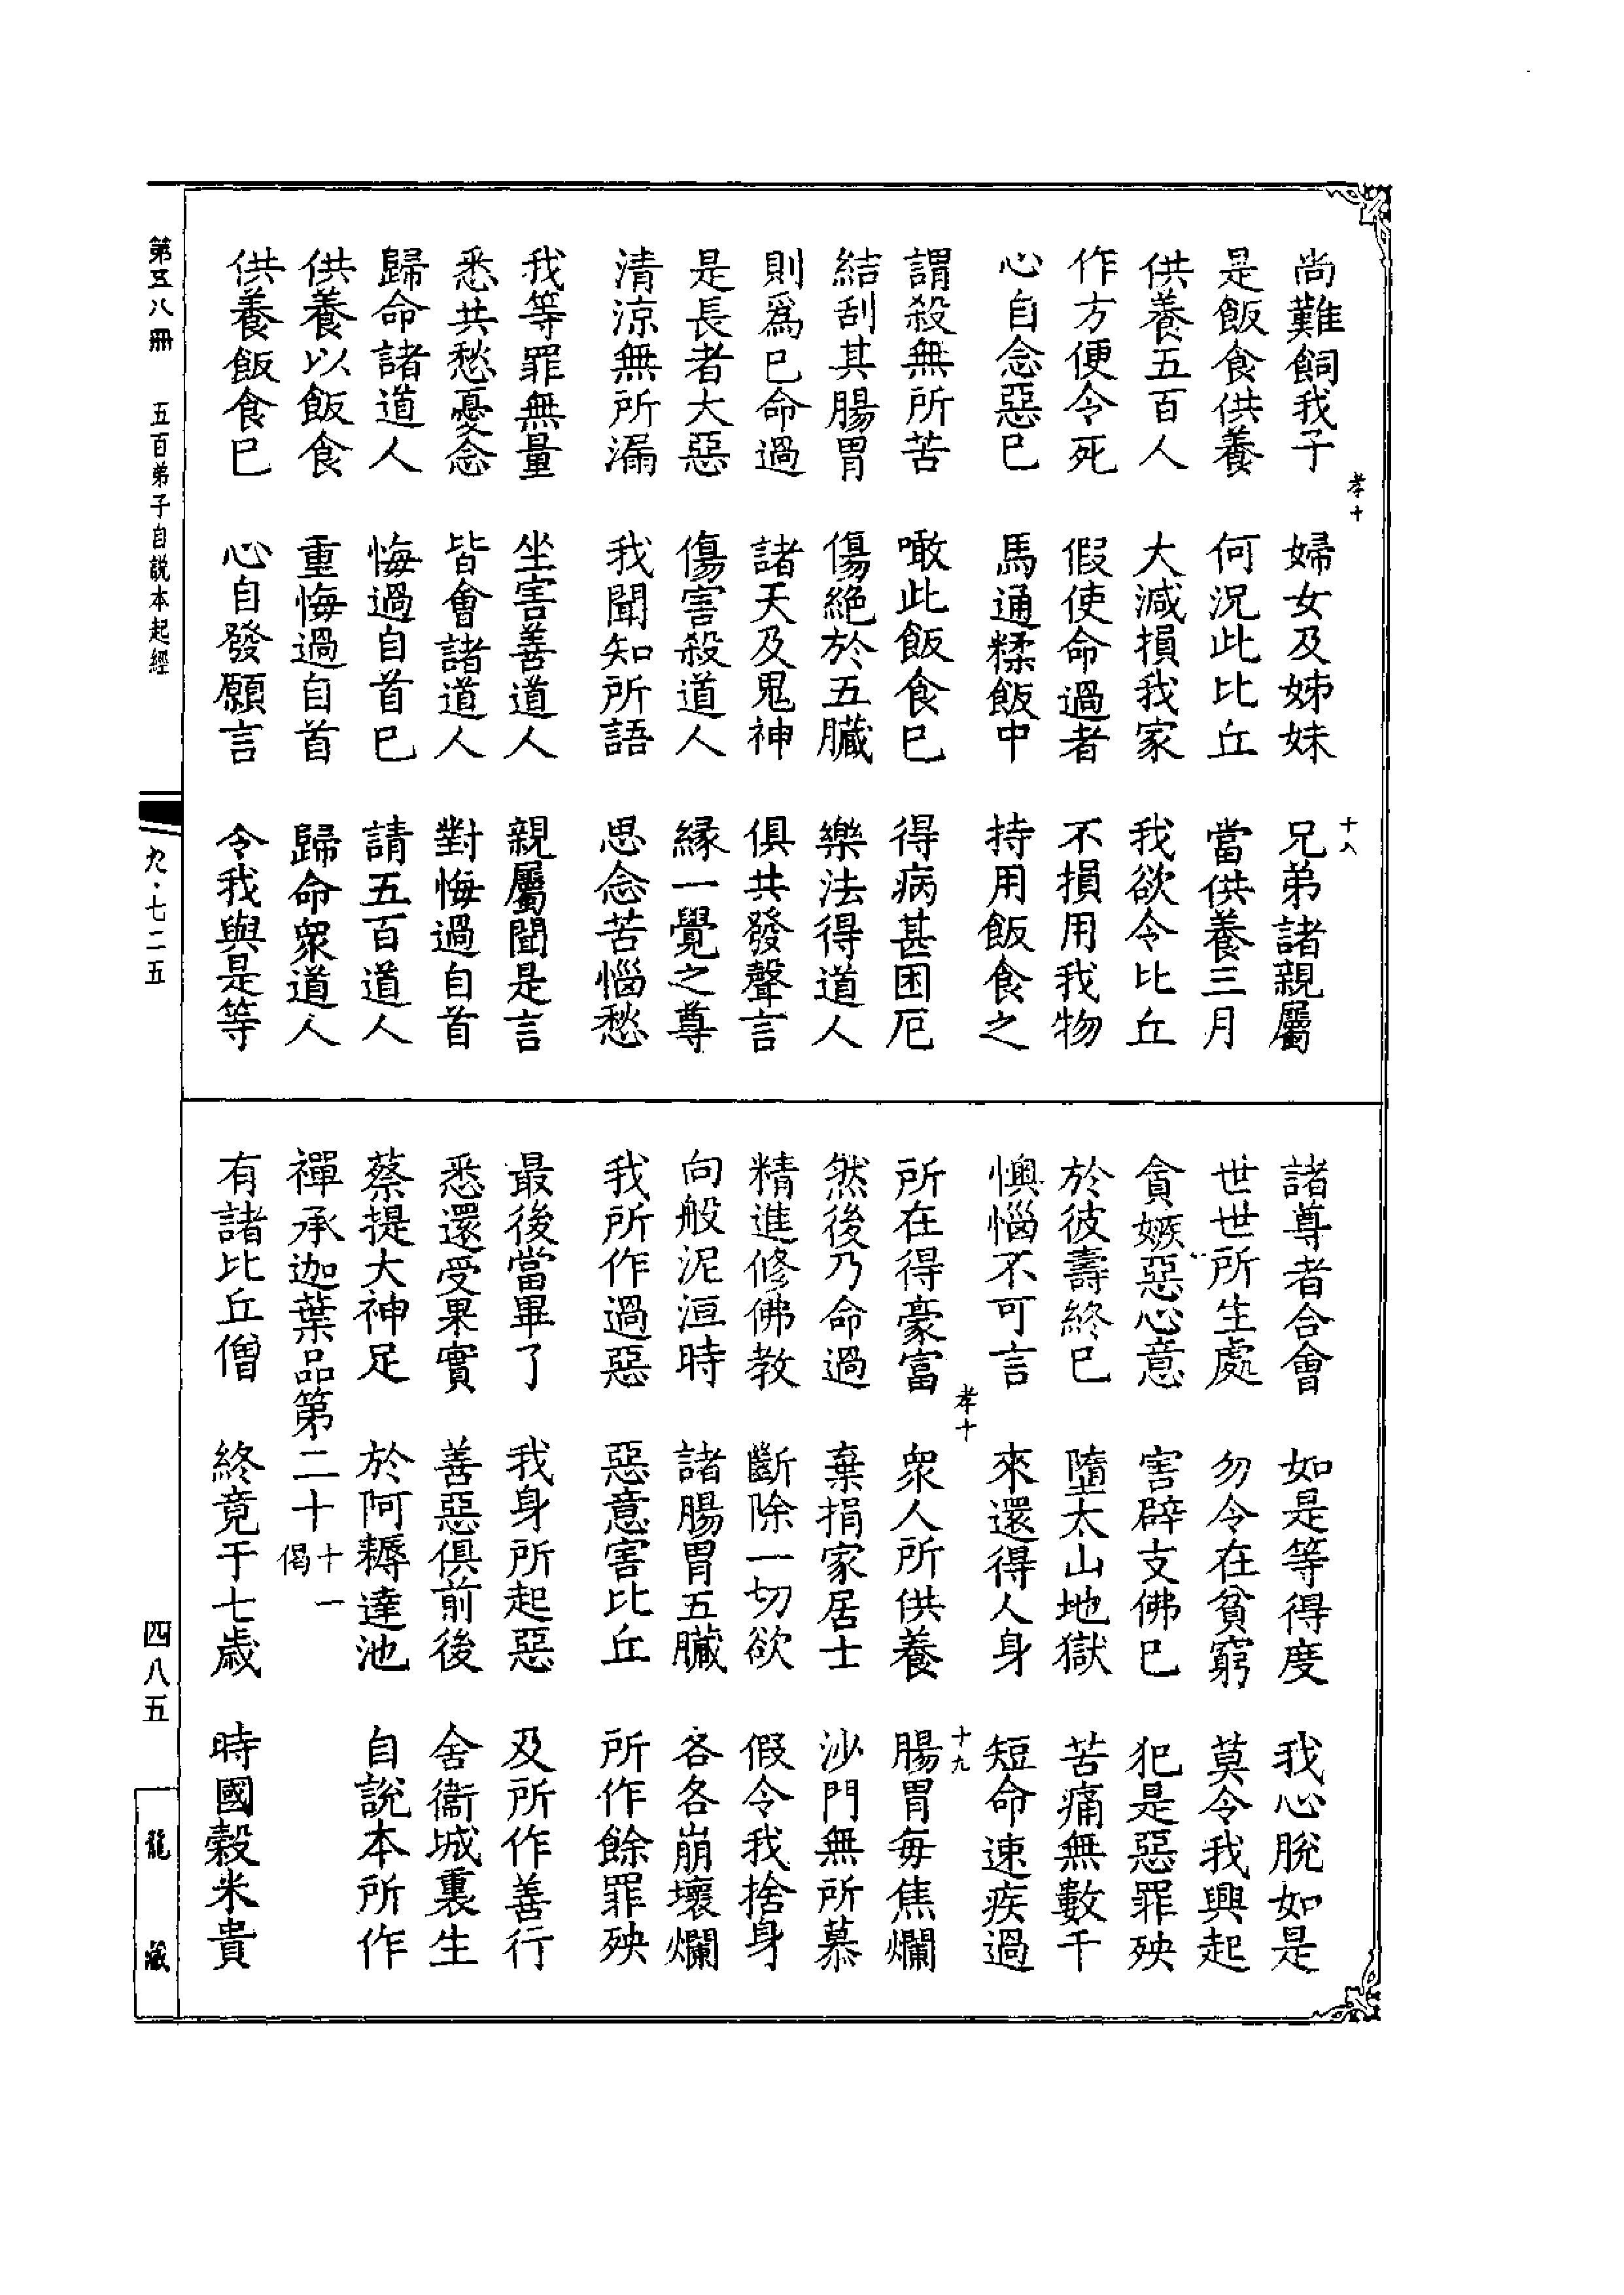 孝十
十八
尚難飼我子　婦女及姊妹　兄弟諸親屬
是飯食供養　何況此比丘　當供養三月
供養五百人　大減損我家　我欲令比丘
作方便令死　假使命過者　不損用我物
心自念惡已　馬通糅飯中　持用飯食之
謂殺無所苦　噉此飯食已　得病甚困厄
結刮其腸胃　傷絕於五臟　樂法得道人
則爲已命過　諸天及鬼神　俱共發聲言
是長者大惡　傷害殺道人　緣一覺之尊
清涼無所漏　我聞知所語　思念苦惱愁
我等罪無量　坐害善道人　親屬聞是言
悉共愁憂念　皆會諸道人　對悔過自首
歸命諸道人　悔過自首已　請五百道人
供養以飯食　重悔過自首　歸命衆道人
供養飯食已　心自發願言　令我與是等
諸尊者合會　如是等得度　我心脫如是
世世所生處　勿令在貧窮　莫令我興起
貪嫉惡心意　害辟支佛已　犯是惡罪殃
於彼壽終已　墮太山地獄　苦痛無數千
懊惱不可言　來還得人身　短命速疾過
孝十
十九
所在得豪富　衆人所供養　腸胃每焦爛
然後乃命過　棄捐家居士　沙門無所慕
精進修佛教　斷除一切欲　假令我捨身
向般泥洹時　諸腸胃五臟　各各崩壞爛
我所作過惡　惡意害比丘　所作餘罪殃
最後當畢了　我身所起惡　及所作善行
悉還受果實　善惡俱前後　舍衞城裏生
蔡提大神足　於阿耨達池　自說本所作
禪承迦葉品第二十十一偈
有諸比丘僧　終竟于七歲　時國穀米貴
第五八冊　五百弟子自說本起經
九·七二五
四八五
龍藏